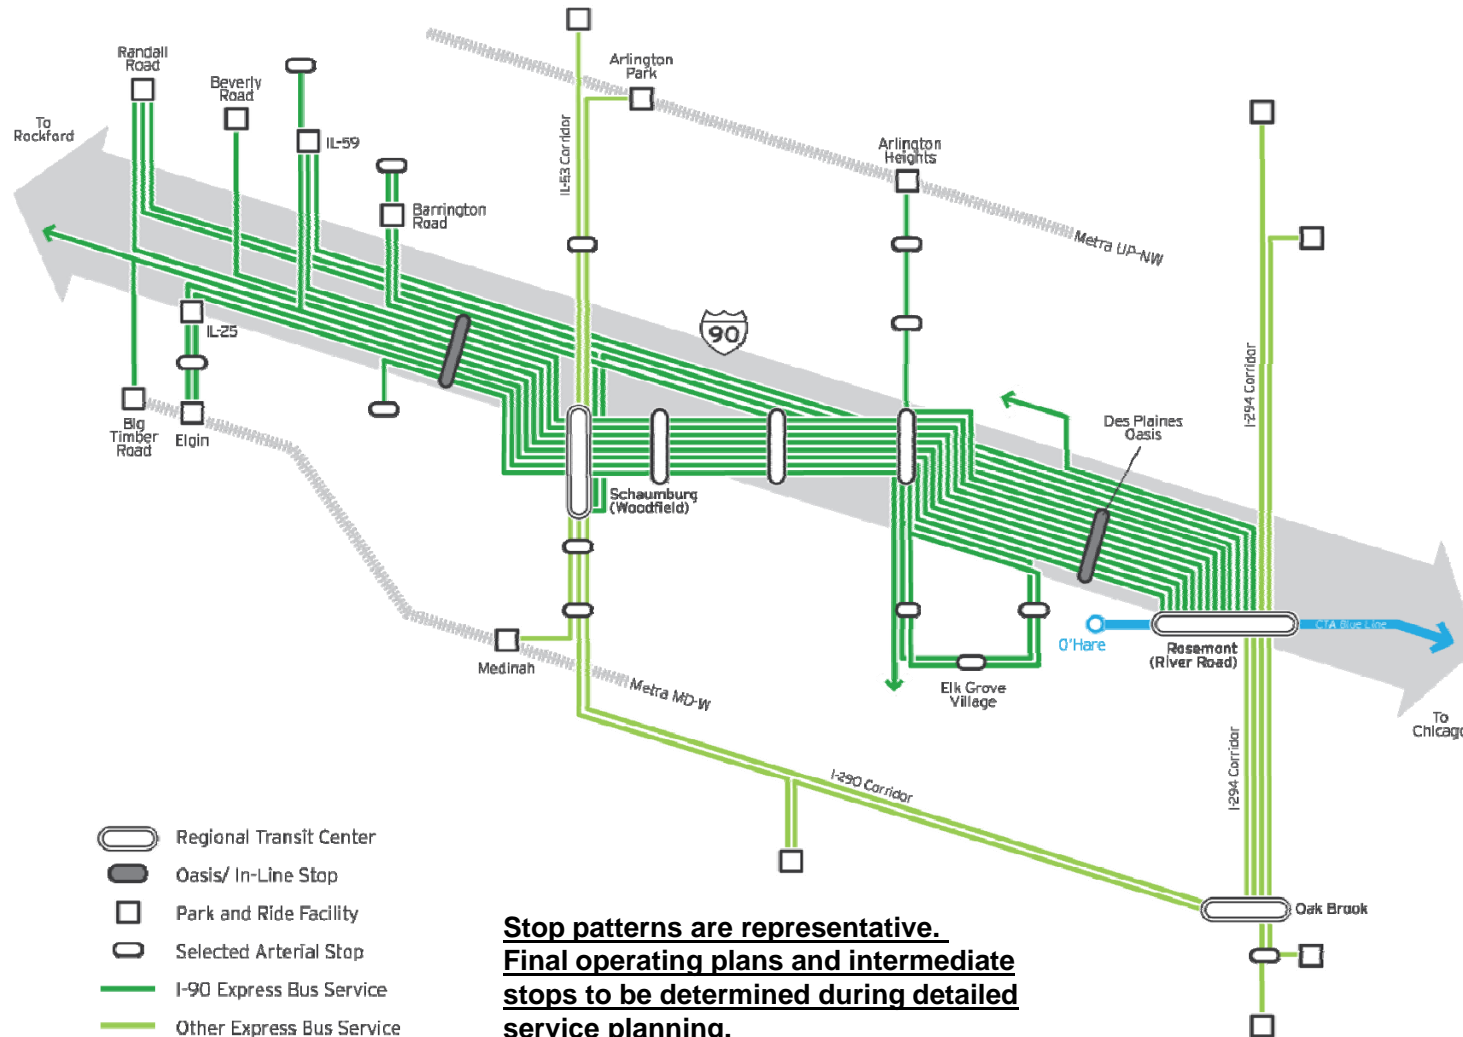 Randall
Road
Beverly
Road
IL-59
To
Rockford
Barrington
Road
IL-53 Corridor
Arlington
Park
Arlington
Heights
Metra UP-NW
90
IL-25
Big
Timber
Road
Elgin
Schaumburg
(Woodfield)
Des Plaines
Oasis
I-294 Corridor
O'Hare
CTA Blue Line
Rosemont
(River Road)
Medinah
Metra MD-W
Elk Grove
Village
To
Chicago
I-290 Corridor
I-294 Corridor
Oak Brook
Regional Transit Center
Oasis/ In-Line Stop
Park and Ride Facility
Selected Arterial Stop
I-90 Express Bus Service
Other Express Bus Service
Stop patterns are representative.
Final operating plans and intermediate
stops to be determined during detailed
service planning.